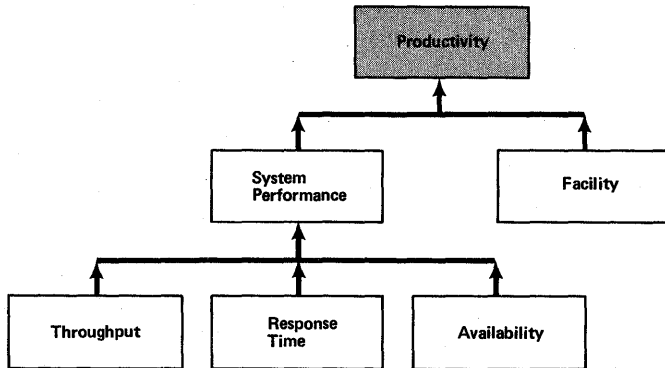 Productivity
System
Performance
Facility
Throughput
Response
Time
Availability